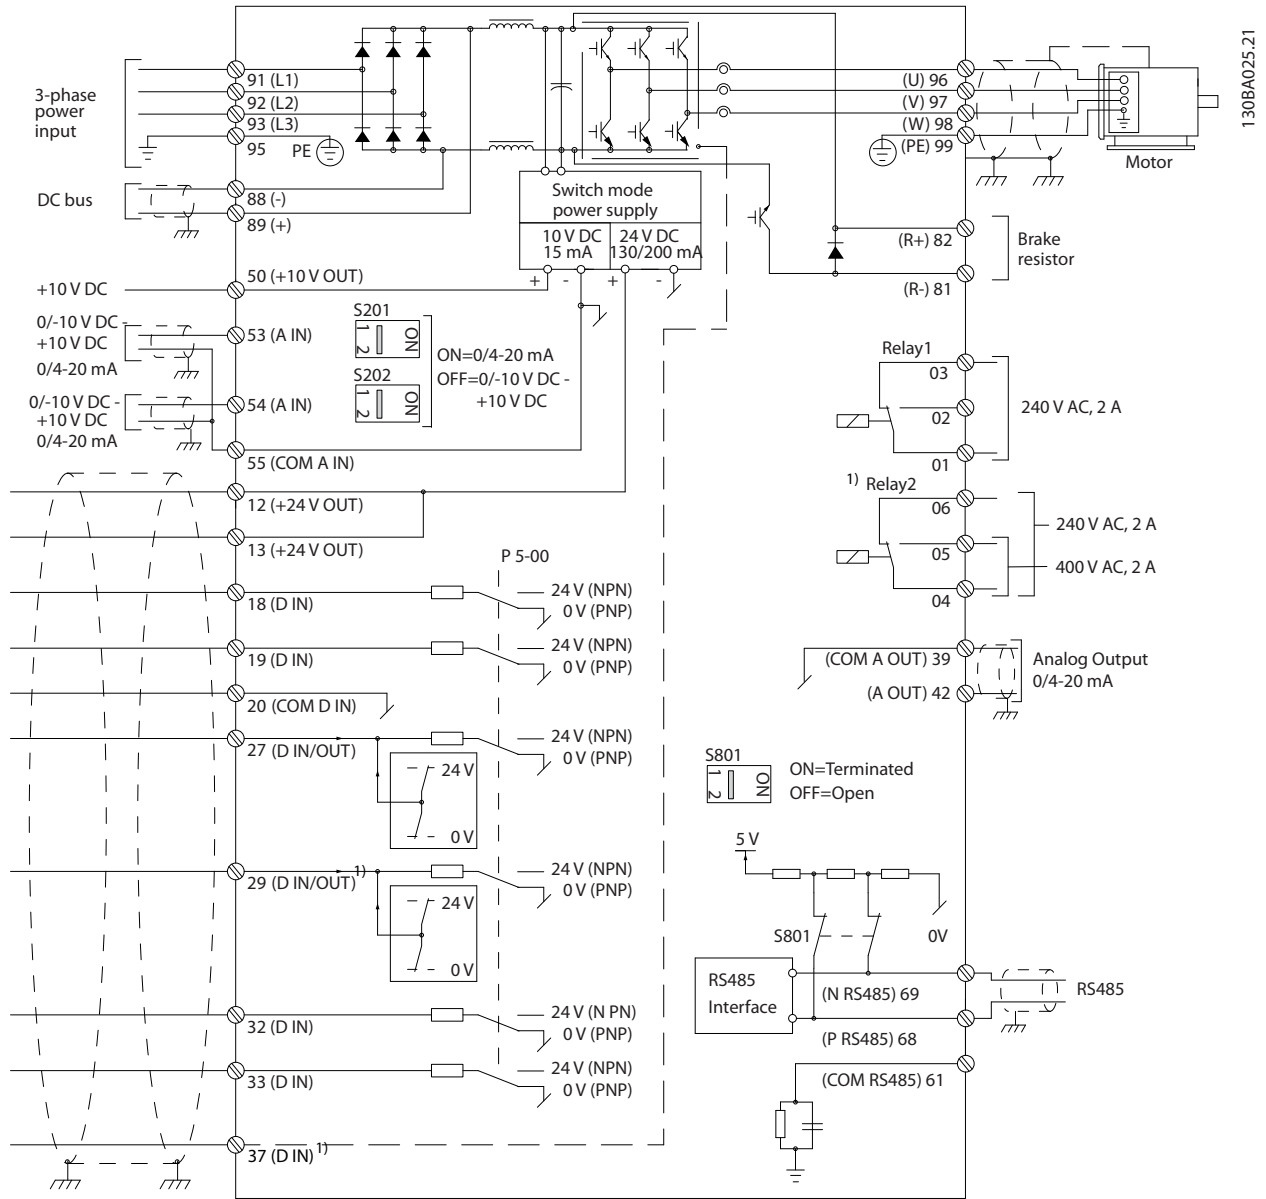 130BA025.21
3-phase
power
input
91 (L1)
92 (L2)
93 (L3)
95
PE
DC bus
88 (-)
89 (+)
Switch mode
power supply
10 V DC
15 mA
24 V DC
130/200 mA
+ - + -
(U) 96
(V) 97
(W) 98
(PE) 99
Motor
(R+) 82
(R-) 81
Brake
resistor
+10 V DC
50 (+10 V OUT)
0/-10 V DC -
+10 V DC
0/4-20 mA
53 (A IN)
0/-10 V DC -
+10 V DC
0/4-20 mA
54 (A IN)
55 (COM A IN)
S201
1 2
ON
S202
1 2
ON
ON=0/4-20 mA
OFF=0/-10 V DC -
+10 V DC
Relay1
03
02
01
240 V AC, 2 A
1) Relay2
06
05
04
240 V AC, 2 A
400 V AC, 2 A
12 (+24 V OUT)
13 (+24 V OUT)
P 5-00
18 (D IN)
24 V (NPN)
0 V (PNP)
19 (D IN)
24 V (NPN)
0 V (PNP)
20 (COM D IN)
27 (D IN/OUT)
24 V (NPN)
0 V (PNP)
24 V
0 V
29 (D IN/OUT) 1)
24 V (NPN)
0 V (PNP)
24 V
0 V
32 (D IN)
24 V (N PN)
0 V (PNP)
33 (D IN)
24 V (NPN)
0 V (PNP)
37 (D IN) 1)
(COM A OUT) 39
(A OUT) 42
Analog Output
0/4-20 mA
S801
1 2
ON
ON=Terminated
OFF=Open
5 V
S801
0V
RS485
Interface
(N RS485) 69
(P RS485) 68
RS485
(COM RS485) 61